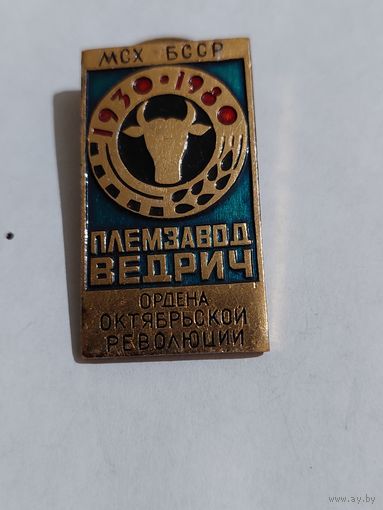 МСХ БССР
1930·1980
ПЛЕМЗАВОД
ВЕДРИЧ
ОРДЕНА
ОКТЯБРЬСКОЙ
РЕВОЛЮЦИИ
www.ay.by